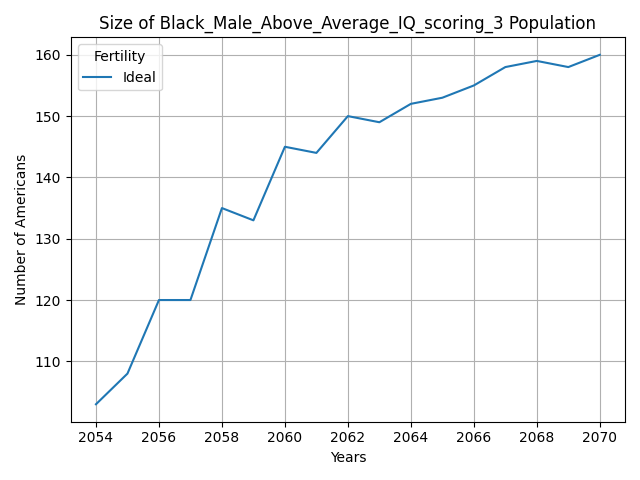 Size of Black_Male_Above_Average_IQ_scoring_3 Population
Fertility
Ideal
160
150
140
130
120
110
Number of Americans
2054 2056 2058 2060 2062 2064 2066 2068 2070
Years